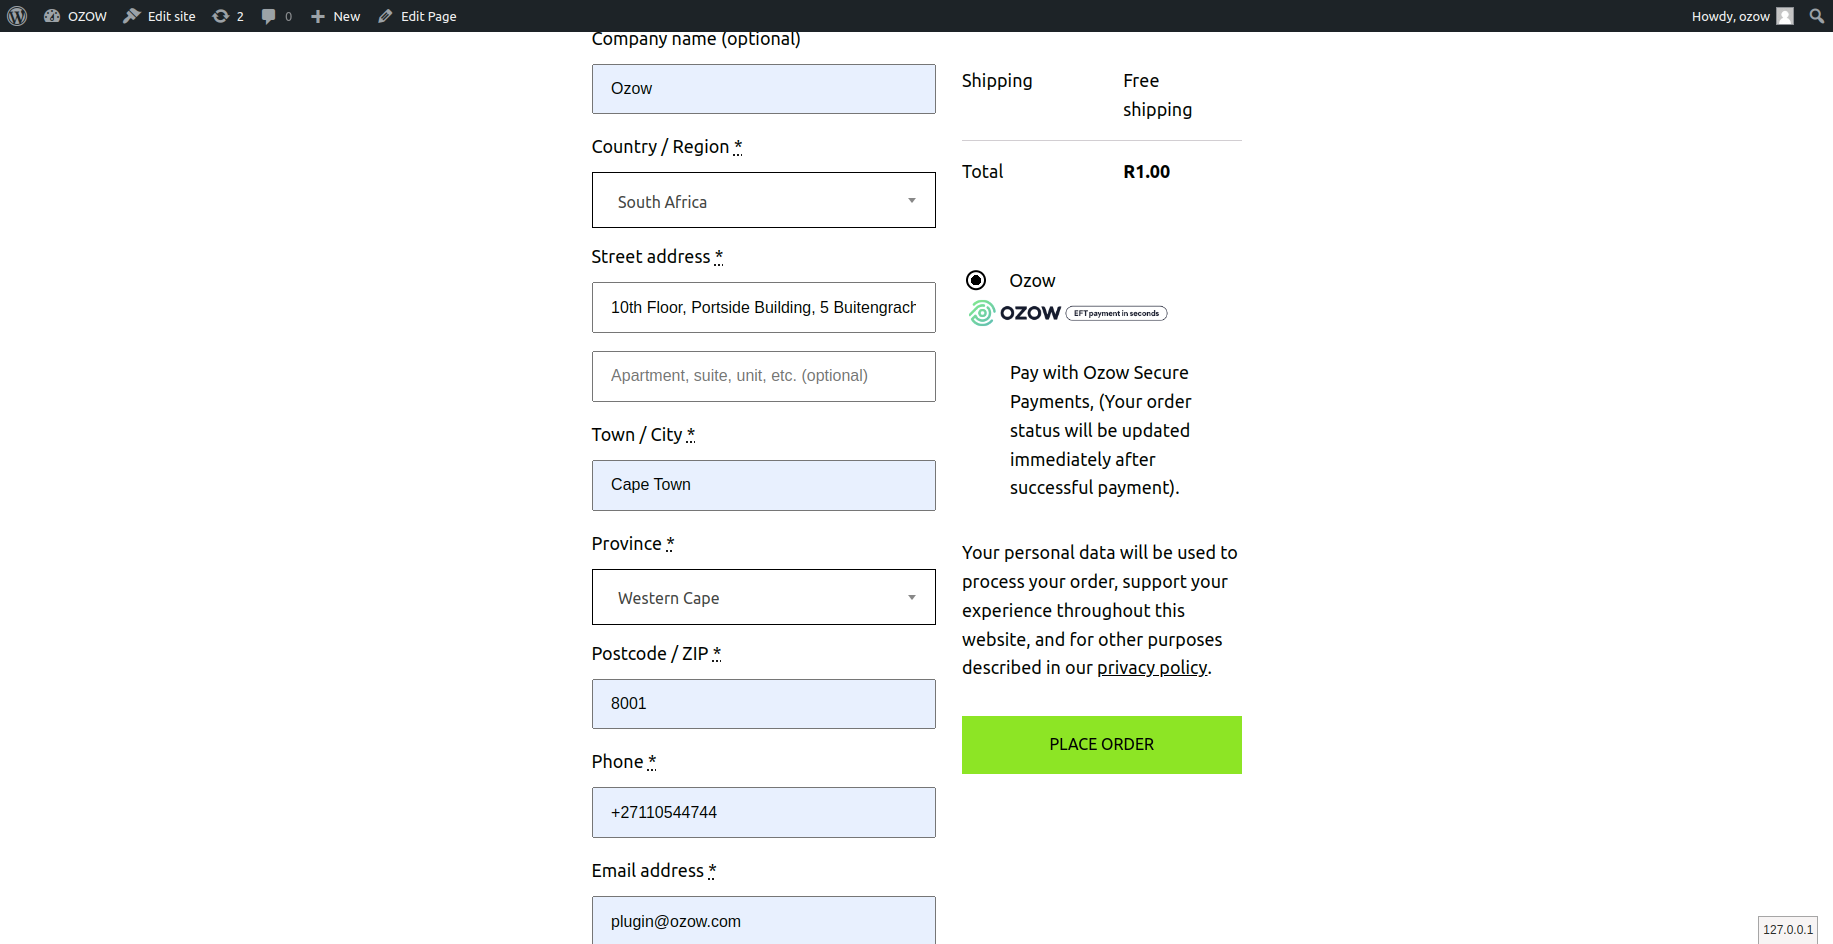 OZOW Edit site 2 0 New Edit Page Howdy, ozow
Company name (optional)
Ozow
Country / Region *
South Africa
Street address *
10th Floor, Portside Building, 5 Buitengrach
Apartment, suite, unit, etc. (optional)
Town / City *
Cape Town
Province *
Western Cape
Postcode / ZIP *
8001
Phone *
+27110544744
Email address *
plugin@ozow.com
Shipping Free
shipping
Total R1.00
Ozow
OZOW EFT payment in seconds
Pay with Ozow Secure
Payments, (Your order
status will be updated
immediately after
successful payment).
Your personal data will be used to
process your order, support your
experience throughout this
website, and for other purposes
described in our privacy policy.
PLACE ORDER
127.0.0.1